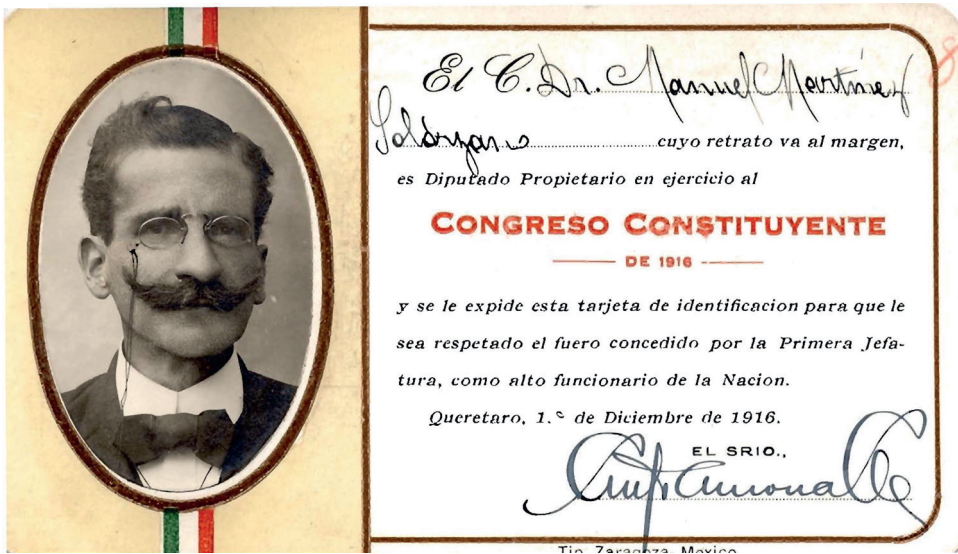 8
El C. Dr. Manuel Martínez
Solórzano cuyo retrato va al margen,
es Diputado Propietario en ejercicio al
CONGRESO CONSTITUYENTE
DE 1916
y se le expide esta tarjeta de identificacion para que le
sea respetado el fuero concedido por la Primera Jefa-
tura, como alto funcionario de la Nacion.
Queretaro, 1.º de Diciembre de 1916.
EL SRIO.,
Tip. Zaragoza. Mexico